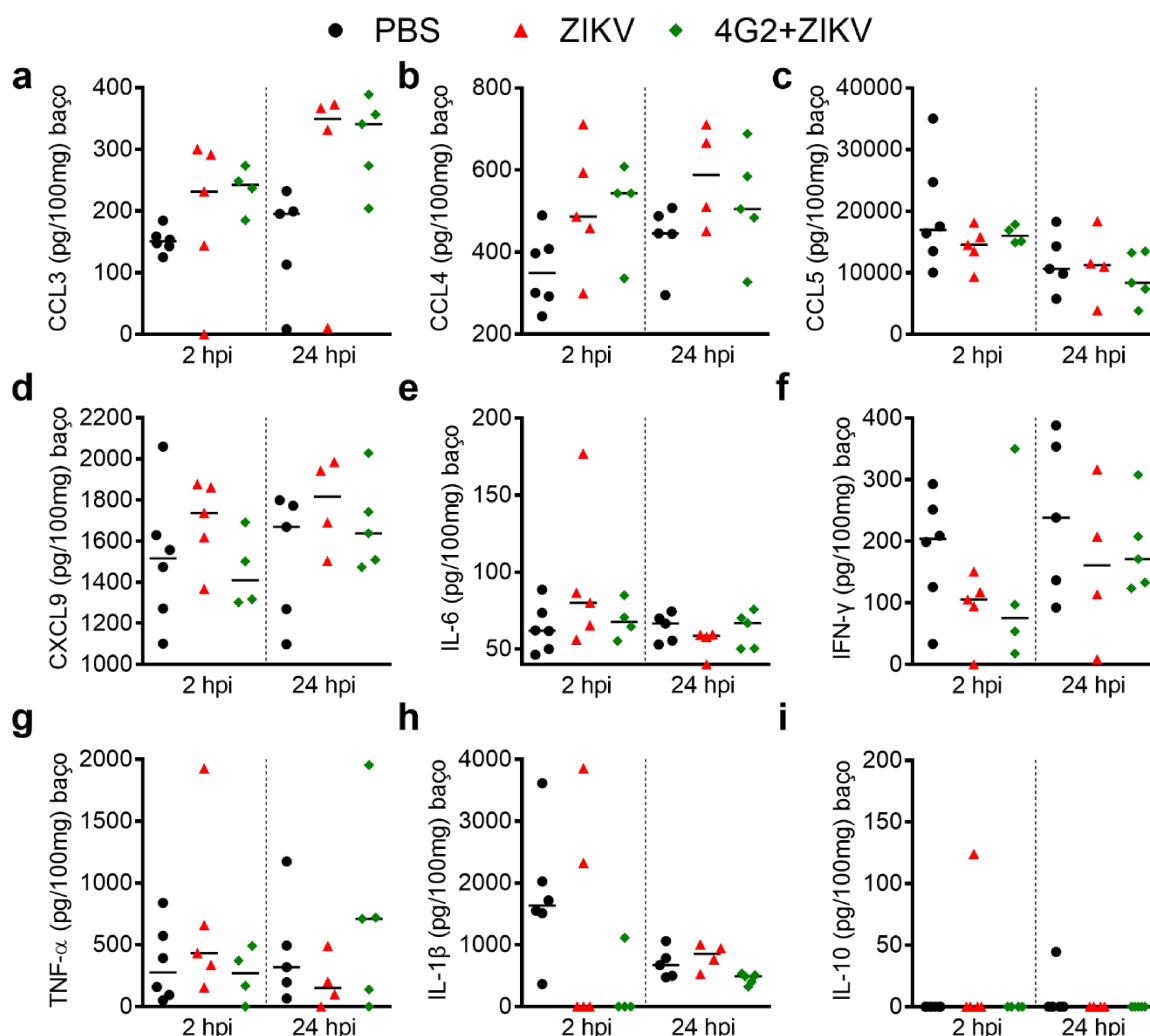 PBS ZIKV 4G2+ZIKV
a
CCL3 (pg/100mg) baço
400
300
200
100
0
2 hpi 24 hpi
b
CCL4 (pg/100mg) baço
800
600
400
200
2 hpi 24 hpi
c
CCL5 (pg/100mg) baço
40000
30000
20000
10000
0
2 hpi 24 hpi
d
CXCL9 (pg/100mg) baço
2200
2000
1800
1600
1400
1200
1000
2 hpi 24 hpi
e
IL-6 (pg/100mg) baço
200
150
100
50
2 hpi 24 hpi
f
IFN-γ (pg/100mg) baço
400
300
200
100
0
2 hpi 24 hpi
g
TNF-α (pg/100mg) baço
2000
1500
1000
500
0
2 hpi 24 hpi
h
IL-1β (pg/100mg) baço
4000
3000
2000
1000
0
2 hpi 24 hpi
i
IL-10 (pg/100mg) baço
200
150
100
50
0
2 hpi 24 hpi